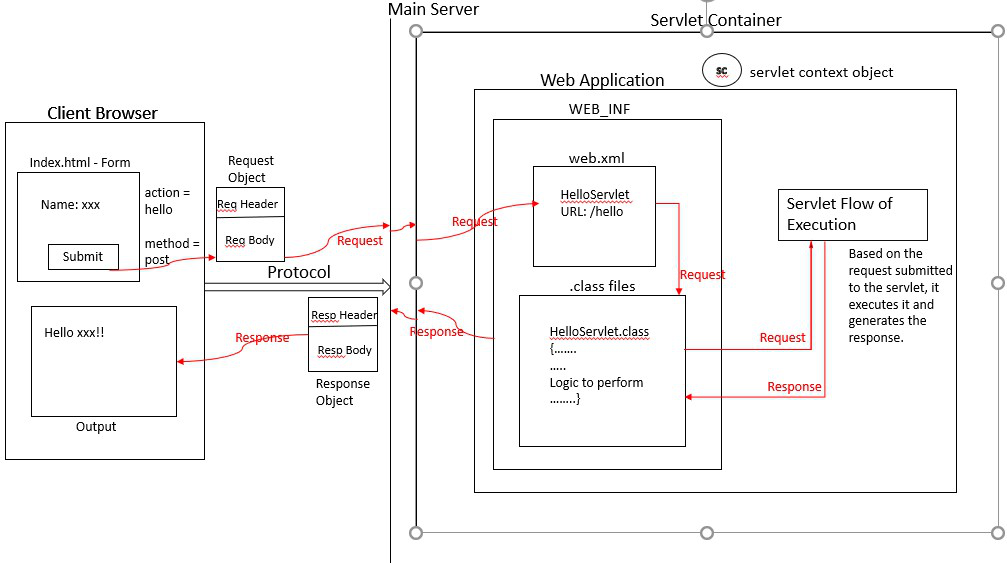 Main Server
Servlet Container
sc
servlet context object
Web Application
WEB_INF
Client Browser
Index.html - Form
Name: xxx
Submit
action =
hello
method =
post
Request
Object
Req Header
Req Body
Request
Protocol
Request
web.xml
HelloServlet
URL: /hello
Request
.class files
HelloServlet.class
{.......
.....
Logic to perform
........}
Servlet Flow of
Execution
Based on the
request submitted
to the servlet, it
executes it and
generates the
response.
Request
Response
Response
Resp Header
Resp Body
Response
Object
Response
Hello xxx!!
Output